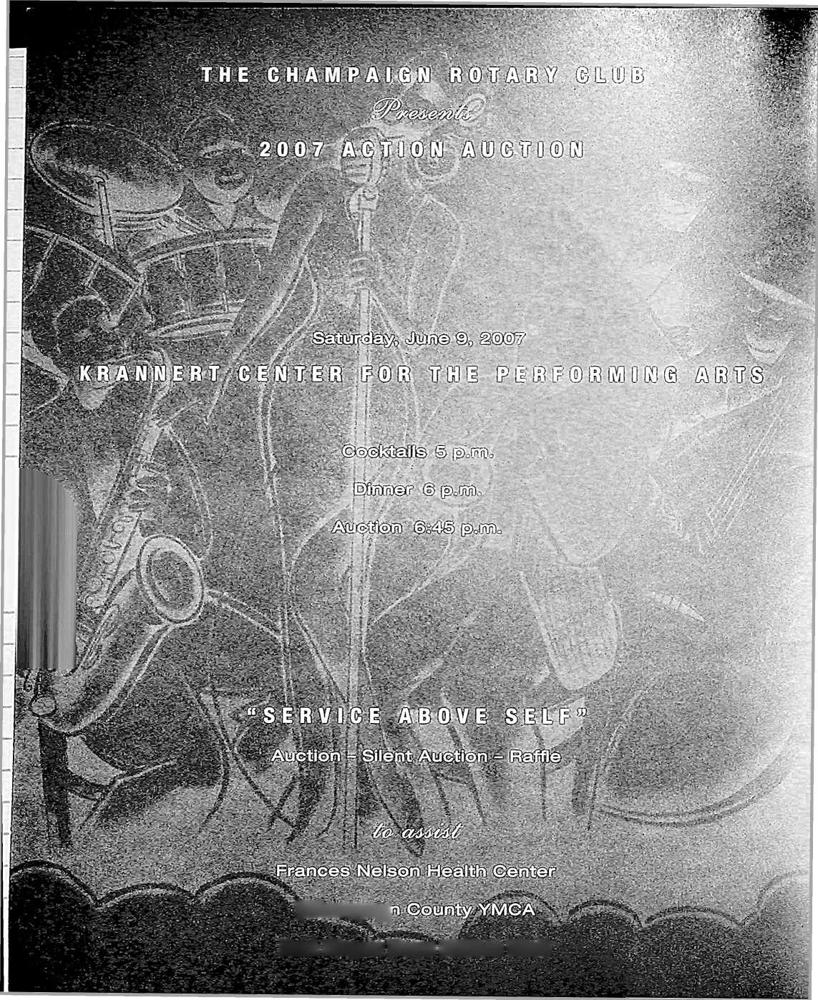 THE CHAMPAIGN ROTARY CLUB
Presents
2007 ACTION AUCTION
Saturday, June 9, 2007
KRANNERT CENTER FOR THE PERFORMING ARTS
Cocktails 5 p.m.
Dinner 6 p.m.
Auction 6:45 p.m.
“SERVICE ABOVE SELF”
Auction – Silent Auction – Raffle
to assist
Frances Nelson Health Center
County YMCA